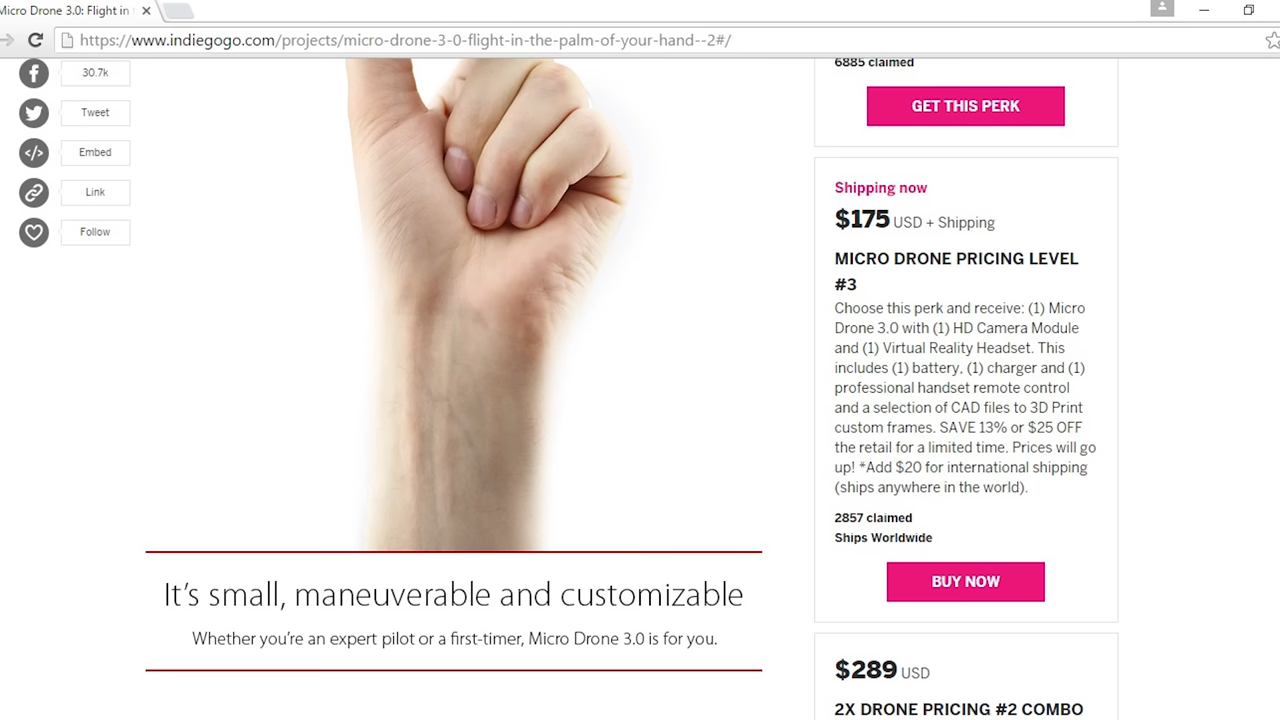 Micro Drone 3.0: Flight in
https://www.indiegogo.com/projects/micro-drone-3-0-flight-in-the-palm-of-your-hand--2#/
30.7k
Tweet
Embed
Link
Follow
It's small, maneuverable and customizable
Whether you're an expert pilot or a first-timer, Micro Drone 3.0 is for you.
6885 claimed
GET THIS PERK
Shipping now
$175 USD + Shipping
MICRO DRONE PRICING LEVEL
#3
Choose this perk and receive: (1) Micro
Drone 3.0 with (1) HD Camera Module
and (1) Virtual Reality Headset. This
includes (1) battery, (1) charger and (1)
professional handset remote control
and a selection of CAD files to 3D Print
custom frames. SAVE 13% or $25 OFF
the retail for a limited time. Prices will go
up! *Add $20 for international shipping
(ships anywhere in the world).
2857 claimed
Ships Worldwide
BUY NOW
$289 USD
2X DRONE PRICING #2 COMBO